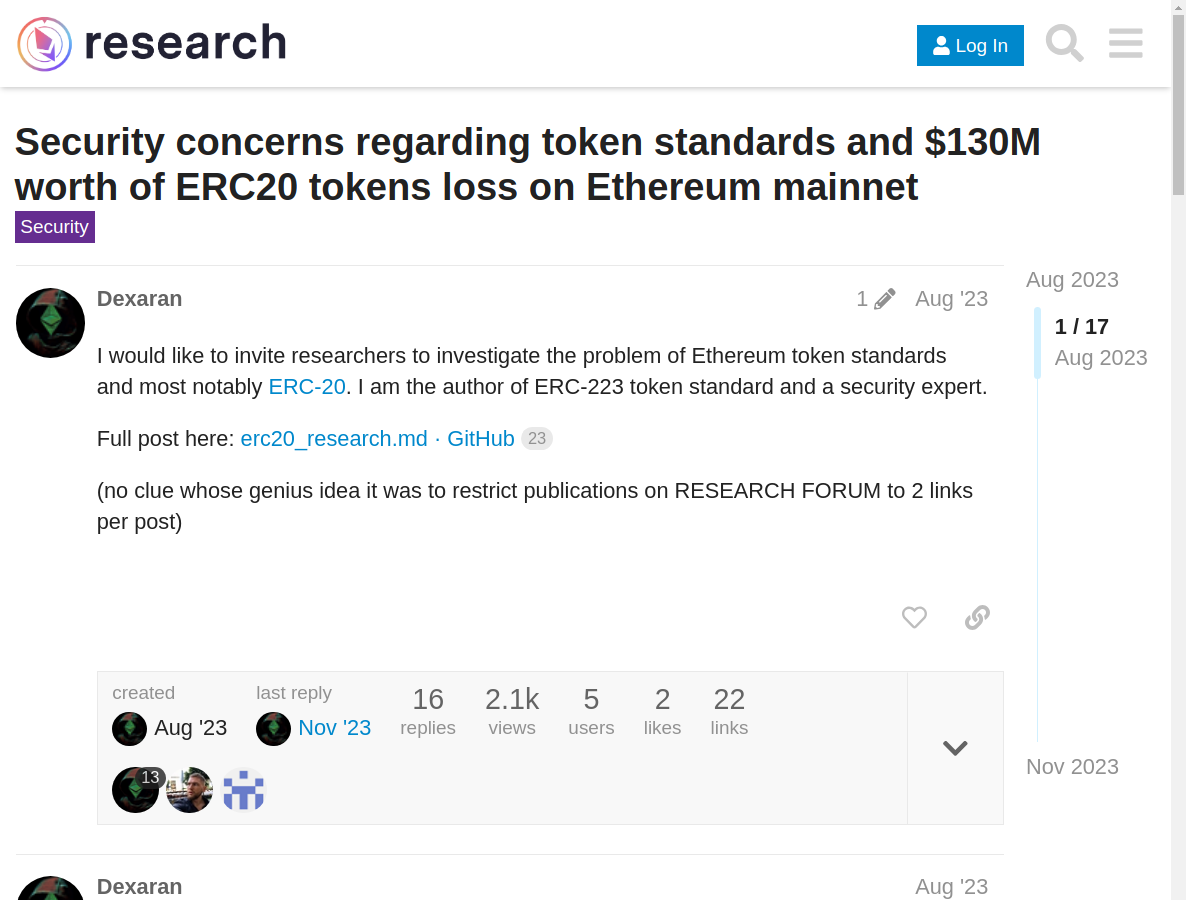 research
Log In
Security concerns regarding token standards and $130M
worth of ERC20 tokens loss on Ethereum mainnet
Security
Dexaran
1
Aug '23
Aug 2023
1 / 17
Aug 2023
I would like to invite researchers to investigate the problem of Ethereum token standards
and most notably ERC-20. I am the author of ERC-223 token standard and a security expert.
Full post here: erc20_research.md · GitHub 23
(no clue whose genius idea it was to restrict publications on RESEARCH FORUM to 2 links
per post)
created
Aug '23
last reply
Nov '23
16
replies
2.1k
views
5
users
2
likes
22
links
13
Nov 2023
Dexaran
Aug '23